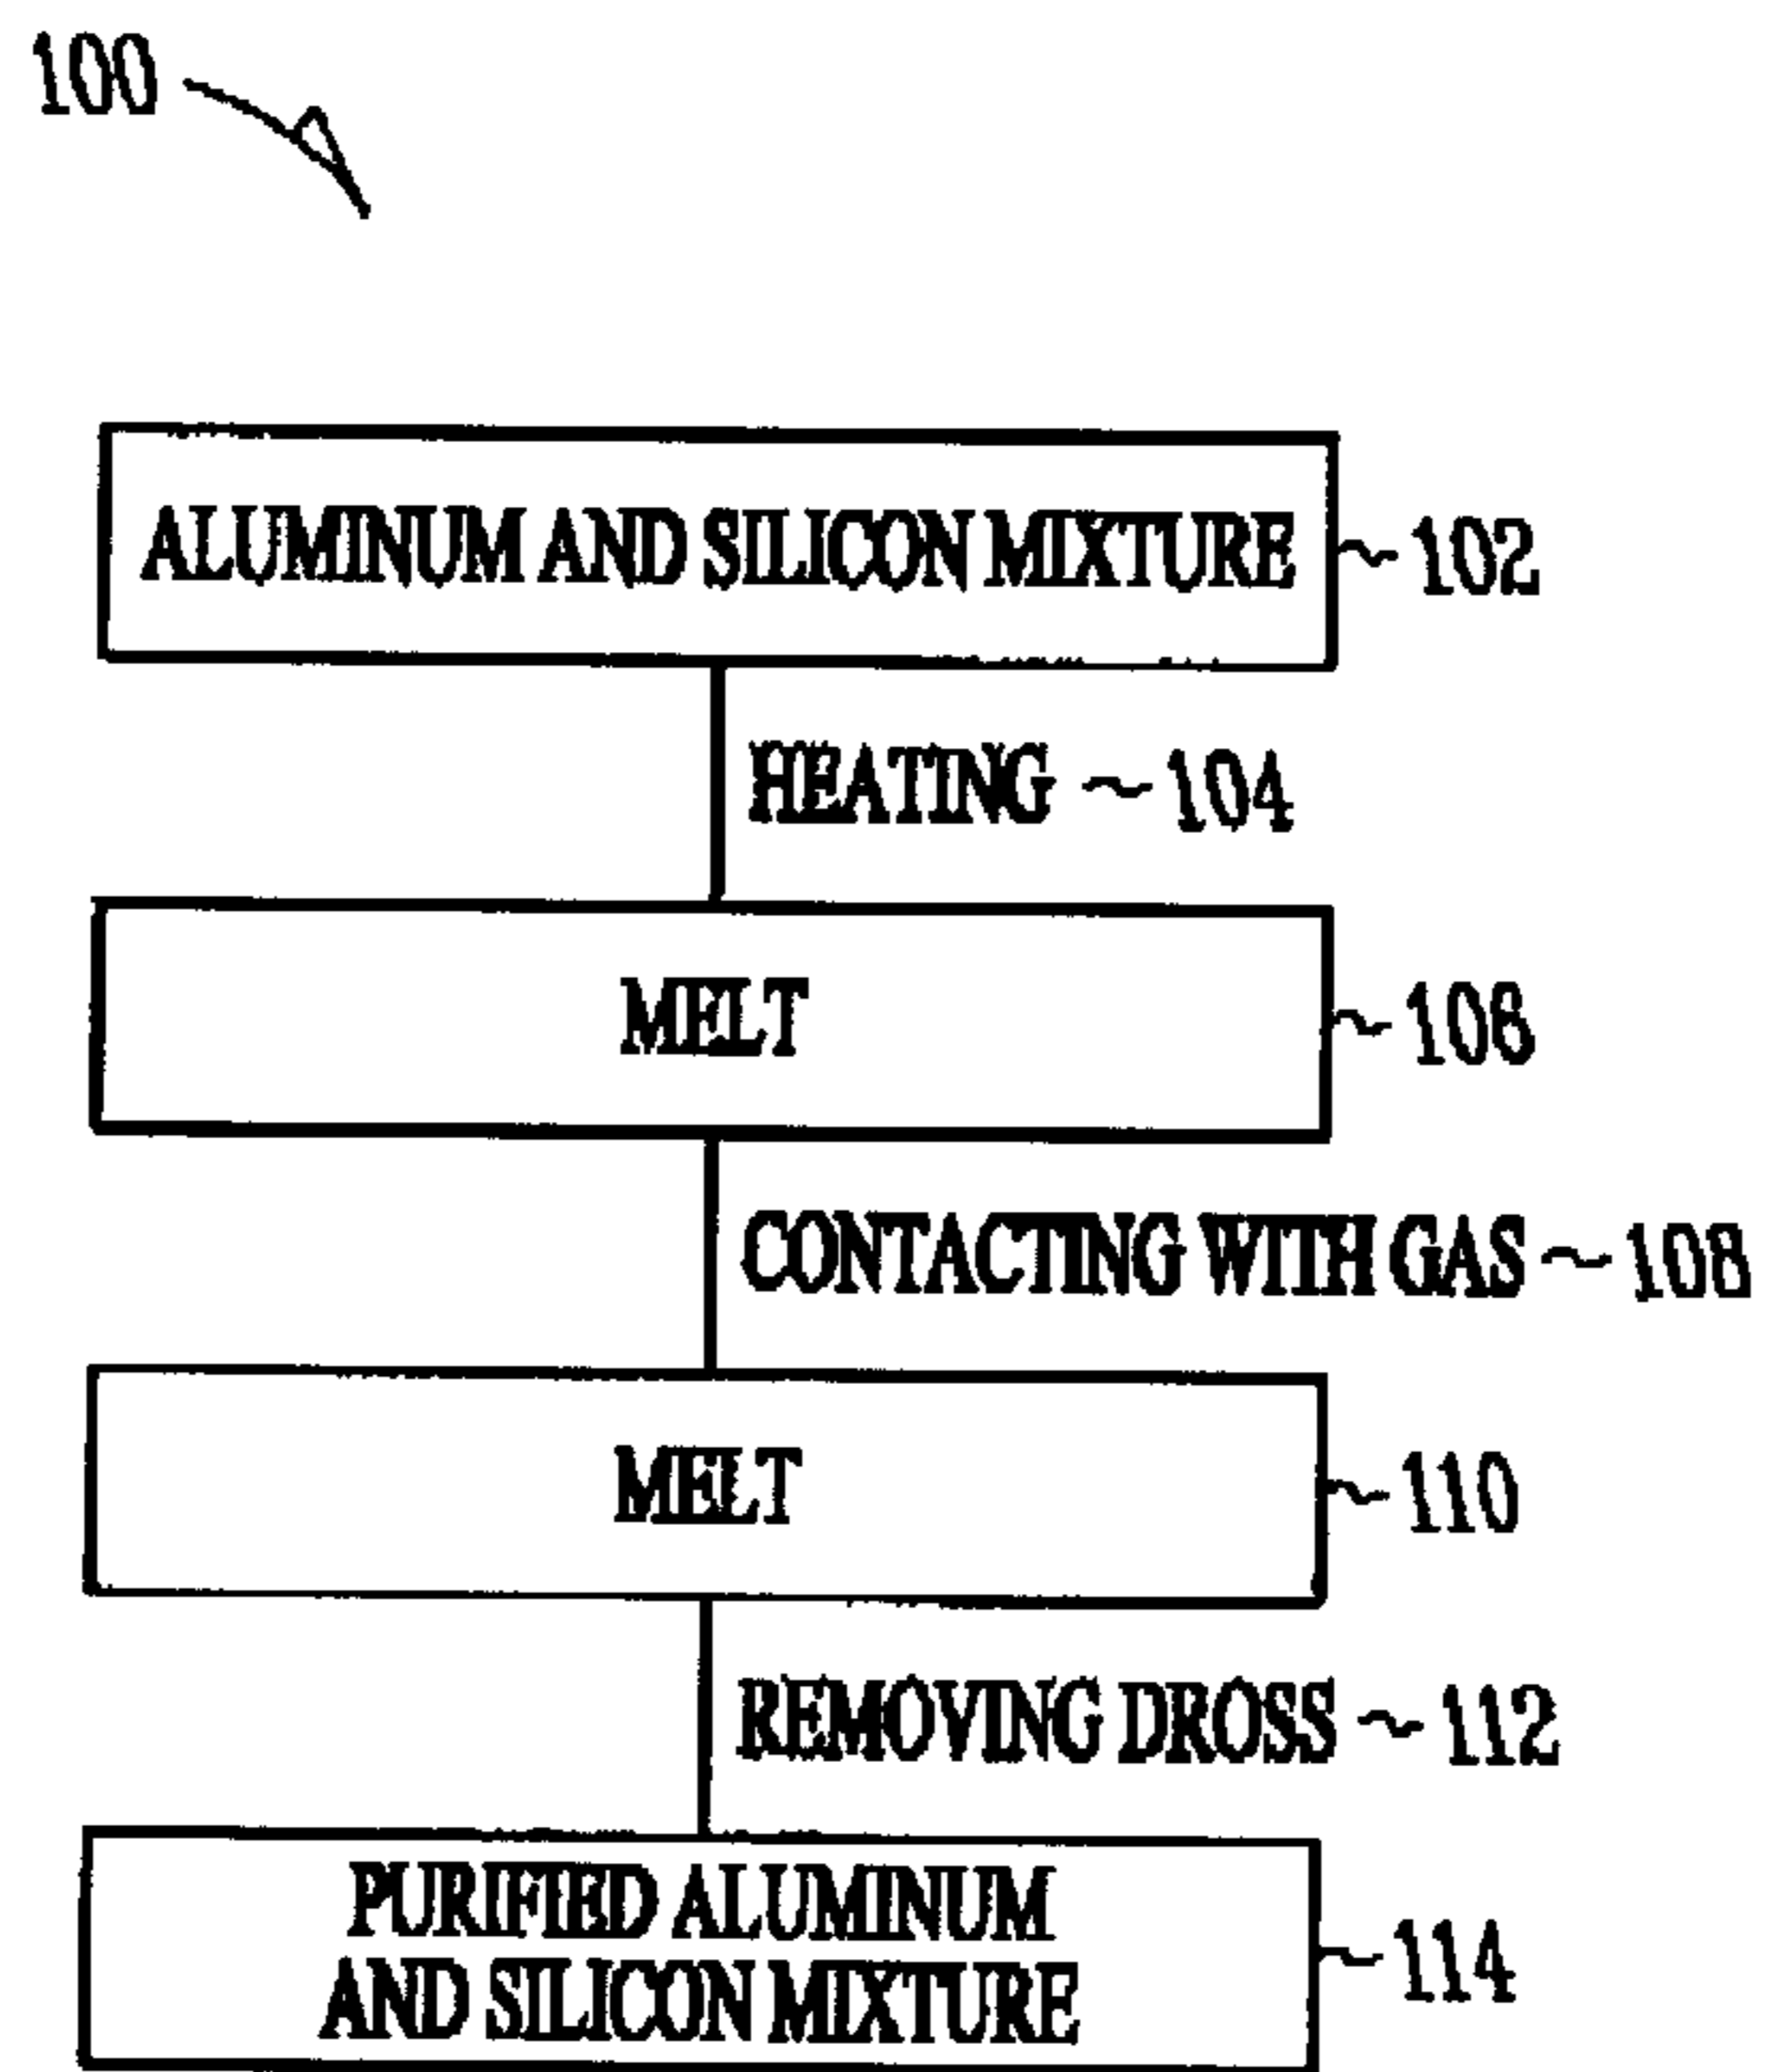 100
ALUMINUM AND SILICON MIXTURE
102
HEATING ~ 104
MELT
106
CONTACTING WITH GAS ~ 108
MELT
110
REMOVING DROSS ~ 112
PURIFIED ALUMINUM
AND SILICON MIXTURE
114